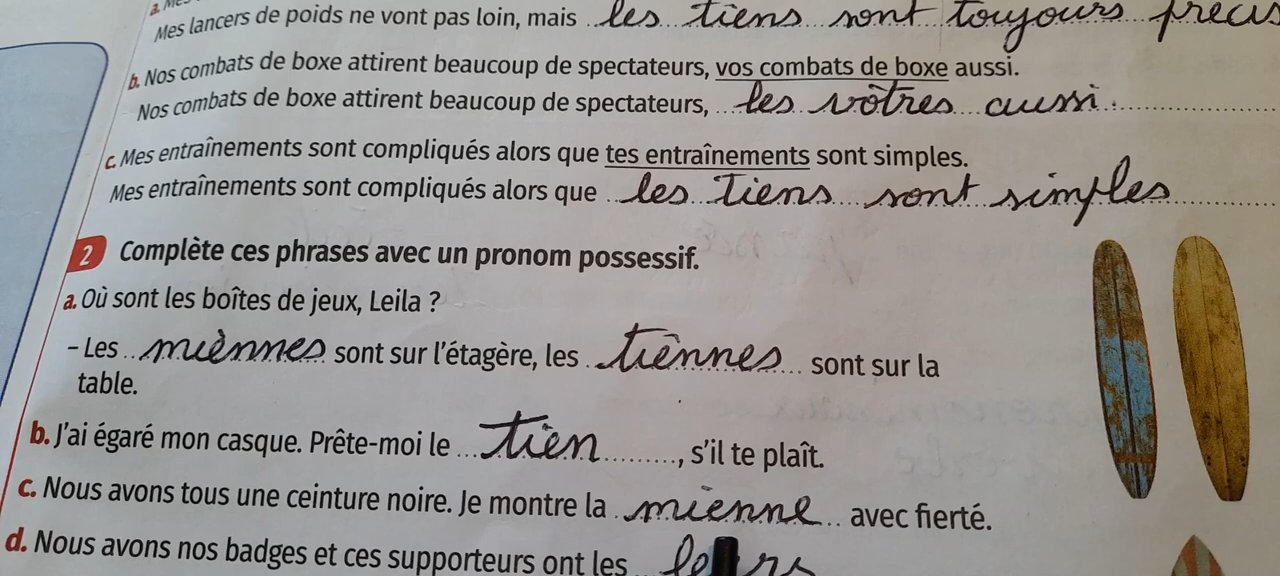 Mes lancers de poids ne vont pas loin, mais les tiens sont toujours précis
b. Nos combats de boxe attirent beaucoup de spectateurs, vos combats de boxe aussi.
Nos combats de boxe attirent beaucoup de spectateurs, les vôtres aussi.
c. Mes entraînements sont compliqués alors que tes entraînements sont simples.
Mes entraînements sont compliqués alors que les tiens sont simples
2 Complète ces phrases avec un pronom possessif.
a. Où sont les boîtes de jeux, Leila ?
– Les miènnes sont sur l'étagère, les tiènnes sont sur la
table.
b. J'ai égaré mon casque. Prête-moi le tien, s'il te plaît.
c. Nous avons tous une ceinture noire. Je montre la mienne avec fierté.
d. Nous avons nos badges et ces supporteurs ont les